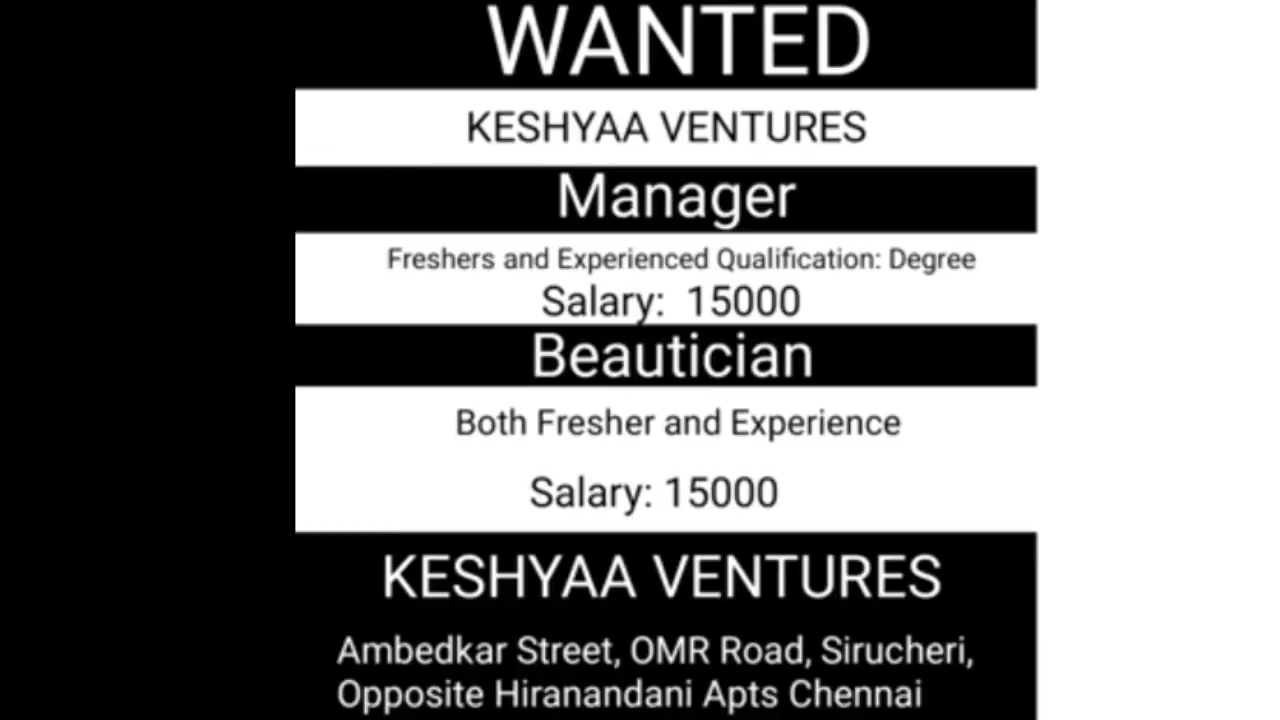 WANTED
KESHYAA VENTURES
Manager
Freshers and Experienced Qualification: Degree
Salary: 15000
Beautician
Both Fresher and Experience
Salary: 15000
KESHYAA VENTURES
Ambedkar Street, OMR Road, Sirucheri,
Opposite Hiranandani Apts Chennai